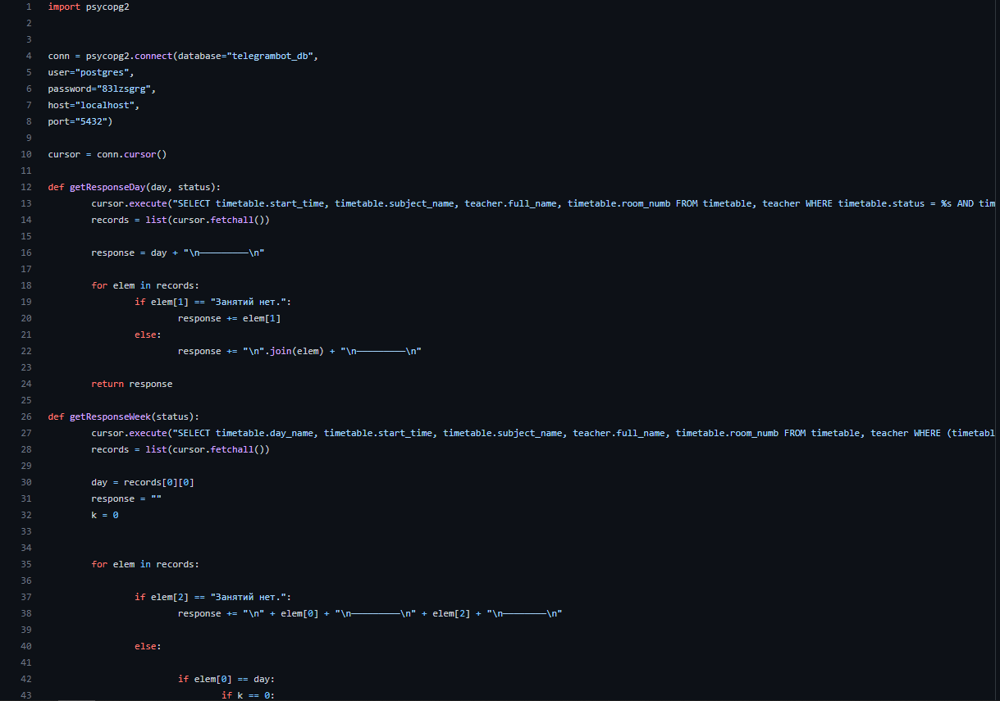 1 import psycopg2
2
3
4 conn = psycopg2.connect(database="telegrambot_db",
5 user="postgres",
6 password="83lzsgrg",
7 host="localhost",
8 port="5432")
9
10 cursor = conn.cursor()
11
12 def getResponseDay(day, status):
13 cursor.execute("SELECT timetable.start_time, timetable.subject_name, teacher.full_name, timetable.room_numb FROM timetable, teacher WHERE timetable.status = %s AND tim
14 records = list(cursor.fetchall())
15
16 response = day + "\n—————————\n"
17
18 for elem in records:
19 if elem[1] == "Занятий нет.":
20 response += elem[1]
21 else:
22 response += "\n".join(elem) + "\n—————————\n"
23
24 return response
25
26 def getResponseWeek(status):
27 cursor.execute("SELECT timetable.day_name, timetable.start_time, timetable.subject_name, teacher.full_name, timetable.room_numb FROM timetable, teacher WHERE (timetabl
28 records = list(cursor.fetchall())
29
30 day = records[0][0]
31 response = ""
32 k = 0
33
34
35 for elem in records:
36
37 if elem[2] == "Занятий нет.":
38 response += "\n" + elem[0] + "\n—————————\n" + elem[2] + "\n————————\n"
39
40 else:
41
42 if elem[0] == day:
43 if k == 0: